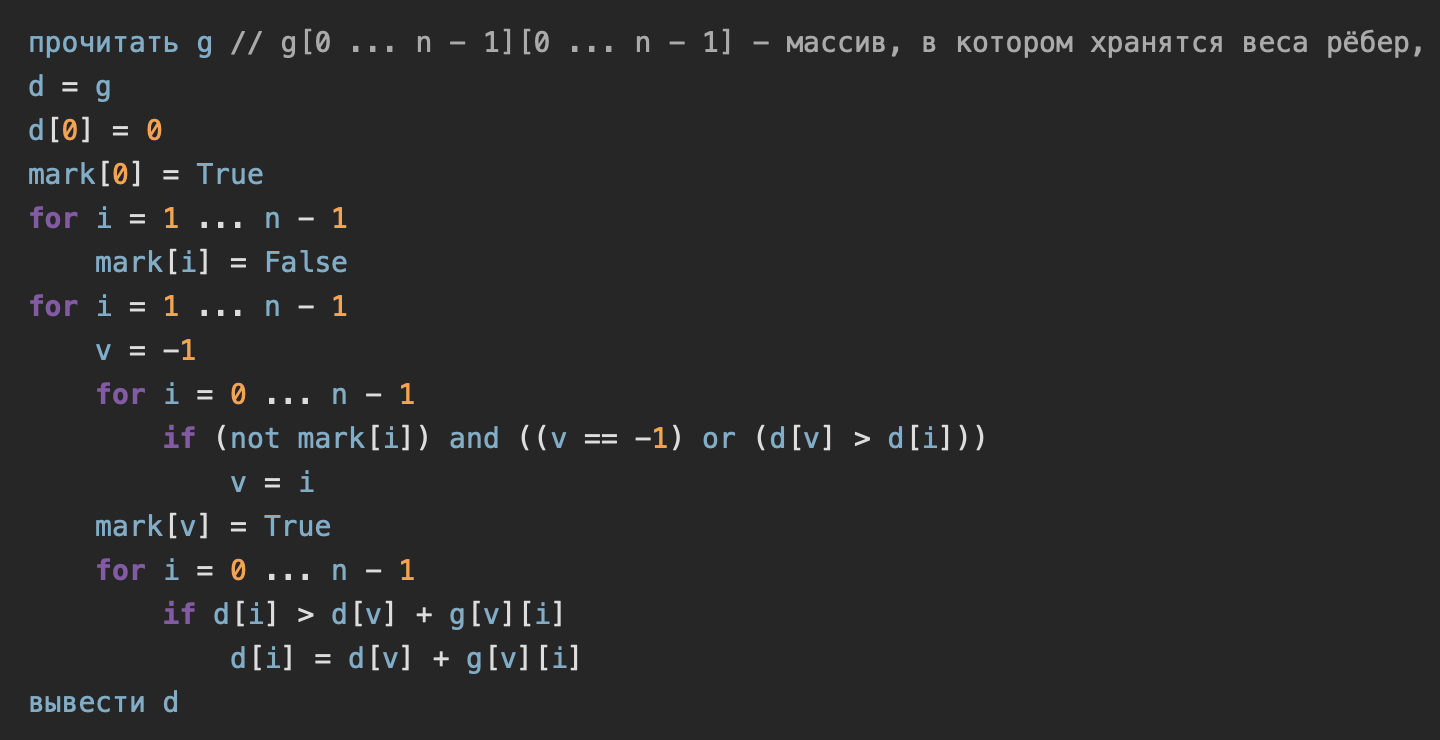 прочитать g // g[0 ... n - 1][0 ... n - 1] - массив, в котором хранятся веса рёбер,
d = g
d[0] = 0
mark[0] = True
for i = 1 ... n - 1
    mark[i] = False
for i = 1 ... n - 1
    v = -1
    for i = 0 ... n - 1
        if (not mark[i]) and ((v == -1) or (d[v] > d[i]))
            v = i
    mark[v] = True
    for i = 0 ... n - 1
        if d[i] > d[v] + g[v][i]
            d[i] = d[v] + g[v][i]
вывести d